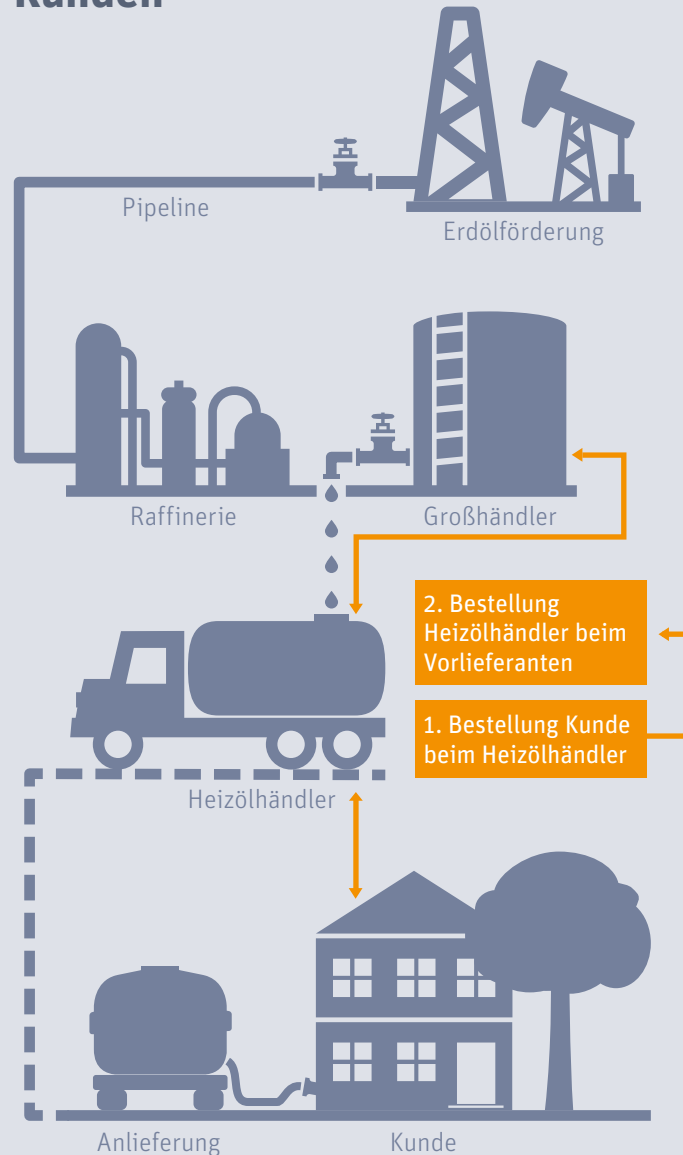 Kunden
Pipeline
Erdölförderung
Raffinerie
Großhändler
2. Bestellung
Heizölhändler beim
Vorlieferanten
1. Bestellung Kunde
beim Heizölhändler
Heizölhändler
Anlieferung
Kunde